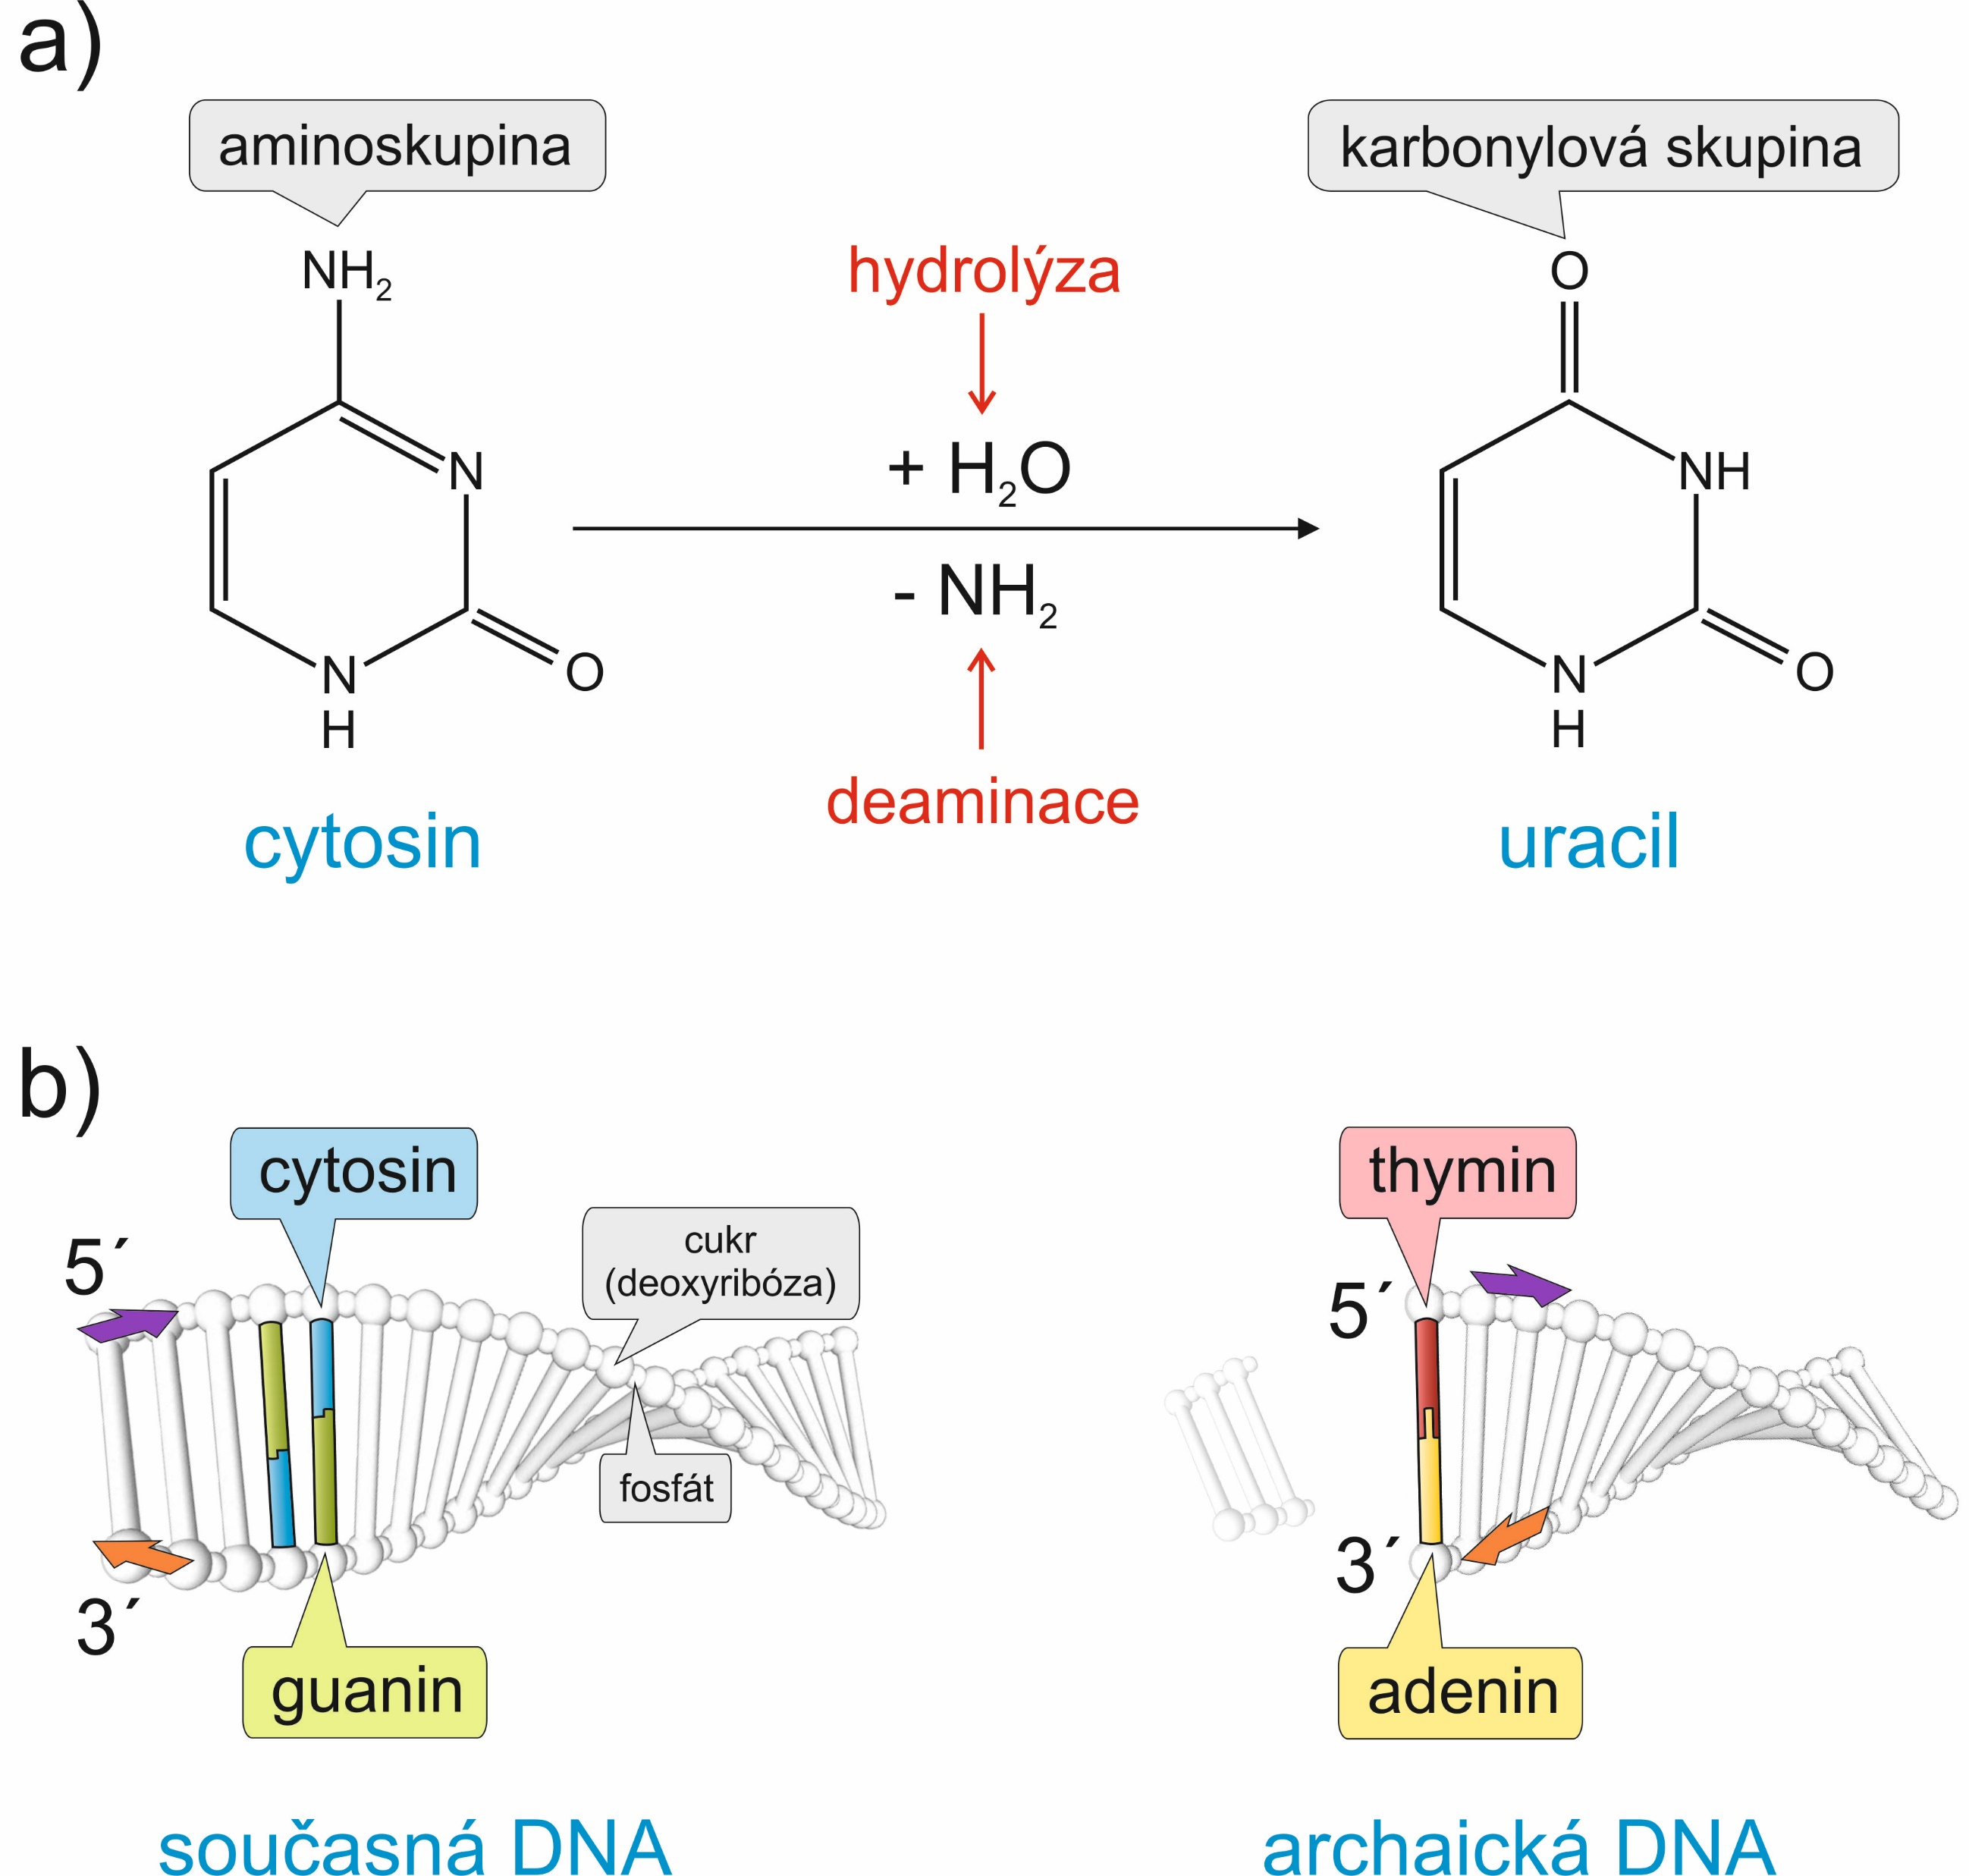 a)
aminoskupina
karbonylová skupina
NH₂
hydrolýza
O
N
+ H₂O
NH
- NH₂
N
H
O
N
H
O
deaminace
cytosin
uracil
b)
cytosin
thymin
5´
cukr
(deoxyribóza)
5´
fosfát
3´
3´
guanin
adenin
současná DNA
archaická DNA